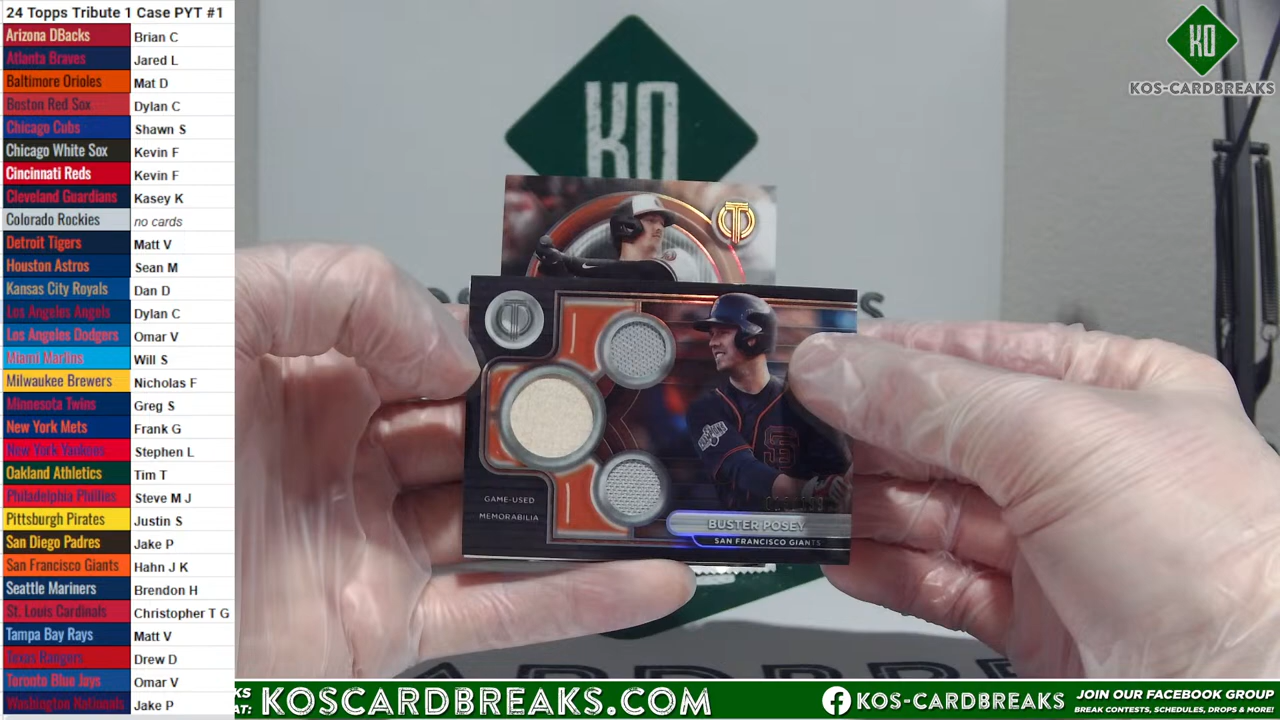 24 Topps Tribute 1 Case PYT #1
Arizona DBacks Brian C
Atlanta Braves Jared L
Baltimore Orioles Mat D
Boston Red Sox Dylan C
Chicago Cubs Shawn S
Chicago White Sox Kevin F
Cincinnati Reds Kevin F
Cleveland Guardians Kasey K
Colorado Rockies no cards
Detroit Tigers Matt V
Houston Astros Sean M
Kansas City Royals Dan D
Los Angeles Angels Dylan C
Los Angeles Dodgers Omar V
Miami Marlins Will S
Milwaukee Brewers Nicholas F
Minnesota Twins Greg S
New York Mets Frank G
New York Yankees Stephen L
Oakland Athletics Tim T
Philadelphia Phillies Steve M J
Pittsburgh Pirates Justin S
San Diego Padres Jake P
San Francisco Giants Hahn J K
Seattle Mariners Brendon H
St. Louis Cardinals Christopher T G
Tampa Bay Rays Matt V
Texas Rangers Drew D
Toronto Blue Jays Omar V
Washington Nationals Jake P
KO
KO
KOS-CARDBREAKS
GAME-USED
MEMORABILIA
BUSTER POSEY
SAN FRANCISCO GIANTS
KS
AT:
KOSCARDBREAKS.COM
KOS-CARDBREAKS
JOIN OUR FACEBOOK GROUP
BREAK CONTESTS, SCHEDULES, DROPS & MORE!